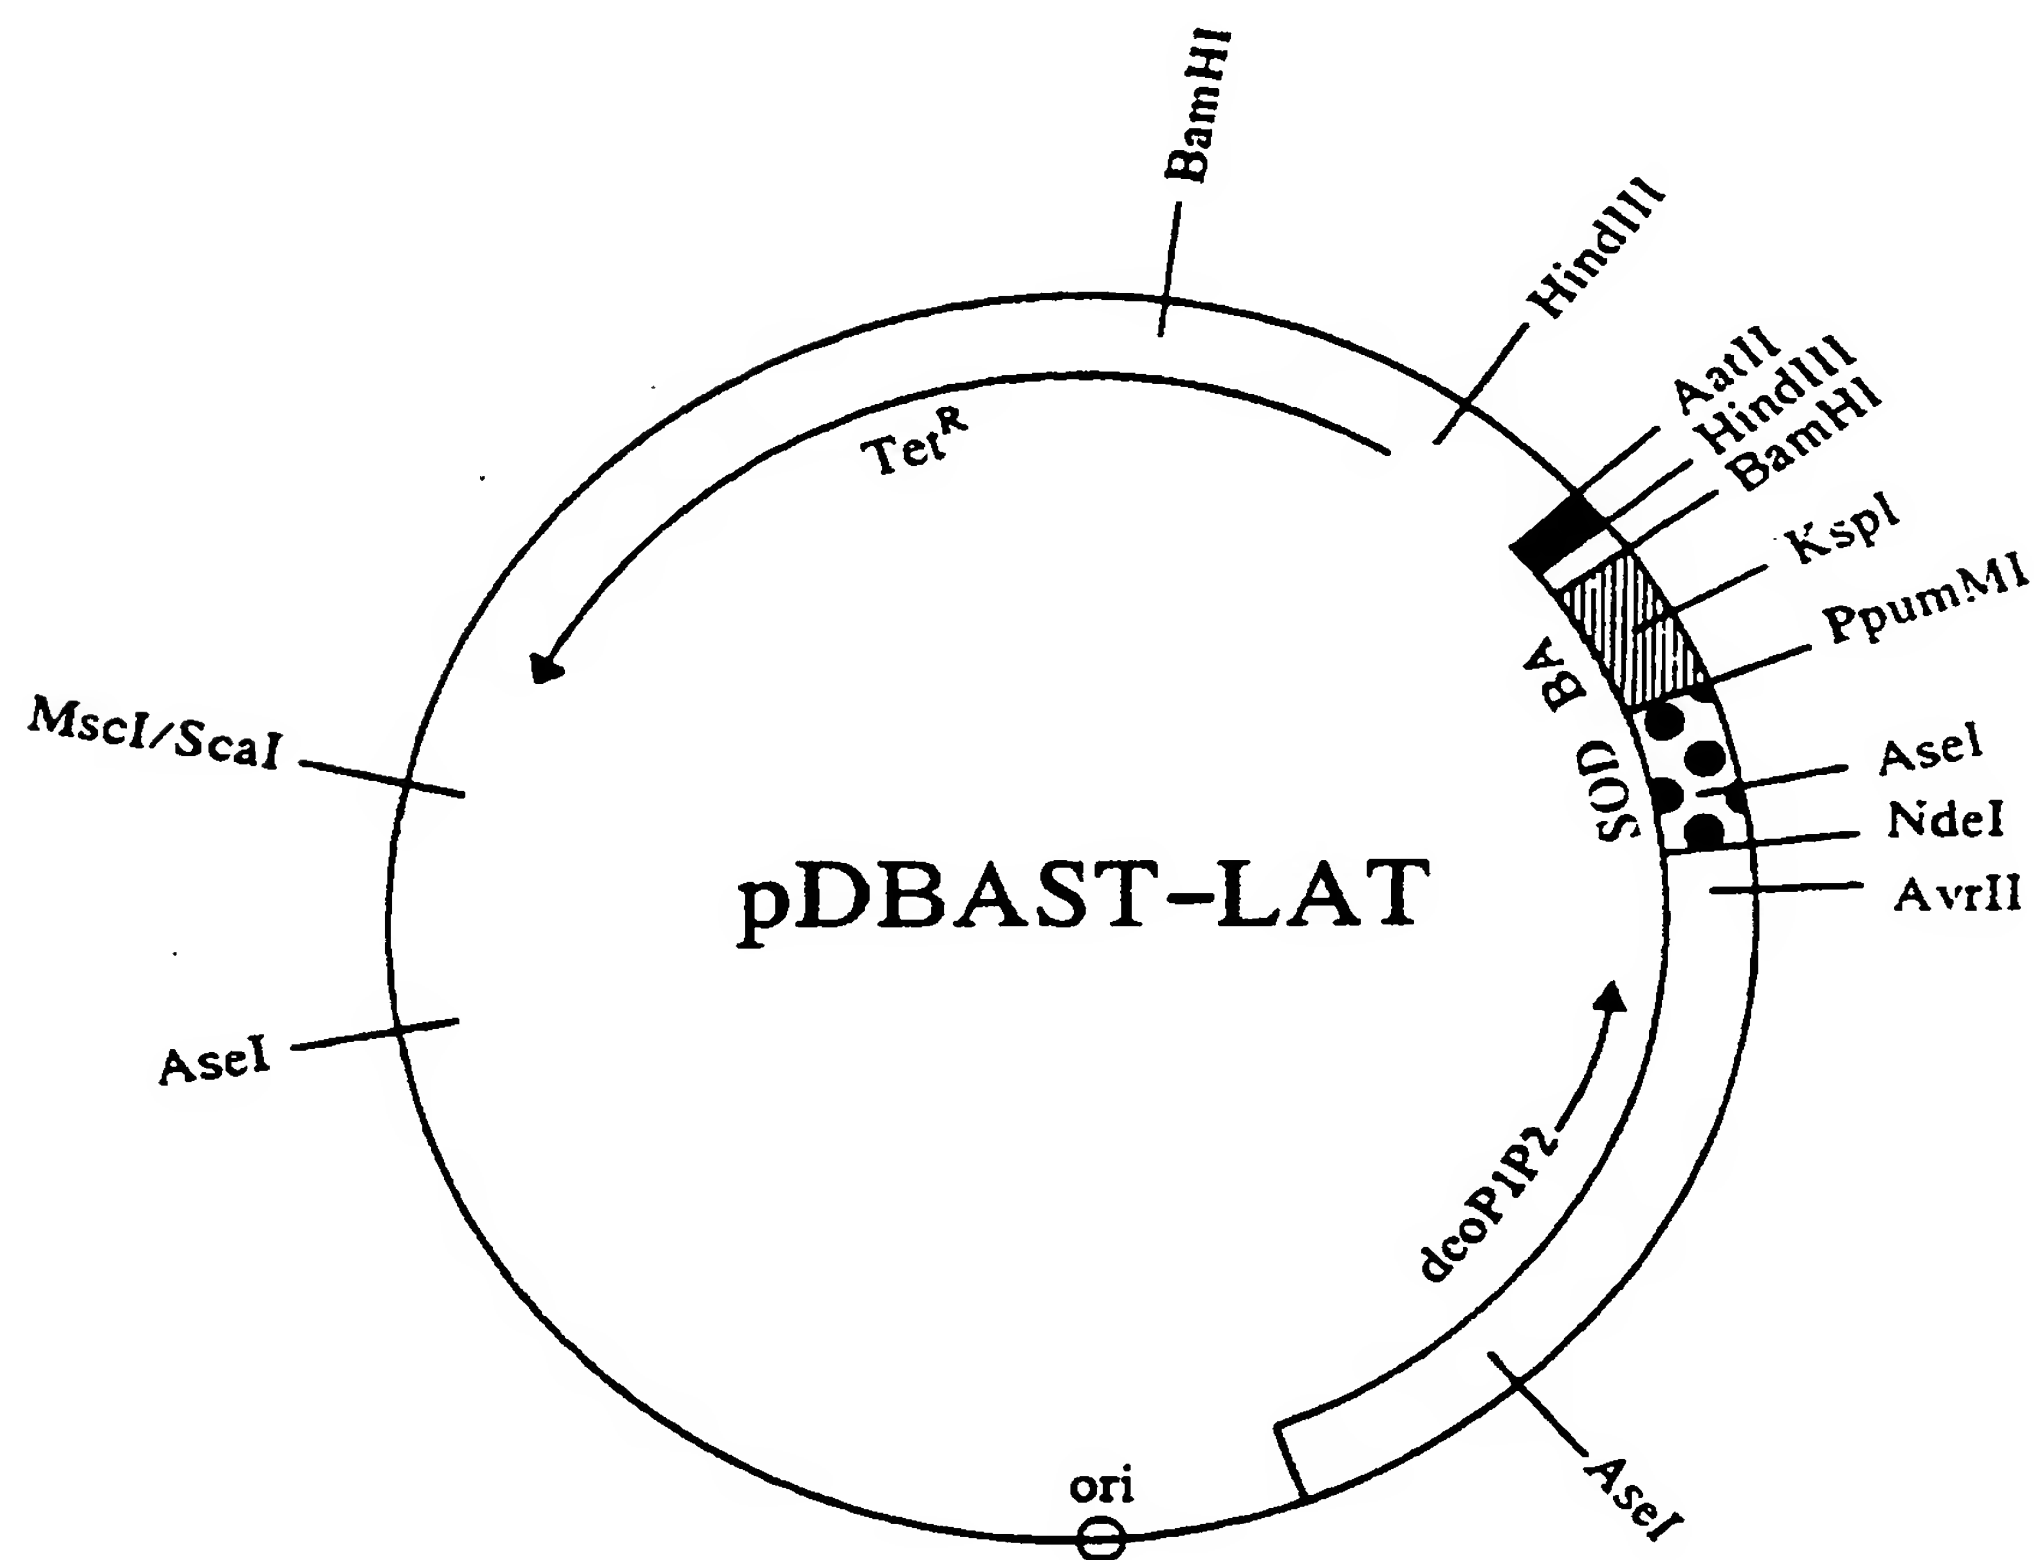 BamHI
HindIII
AatII
HindIII
BamHI
KspI
PpumMI
Tet^R
BA
MscI/ScaI
SOD
AseI
NdeI
pDBAST-LAT
AvrII
AseI
dcoP1P2
ori
AseI